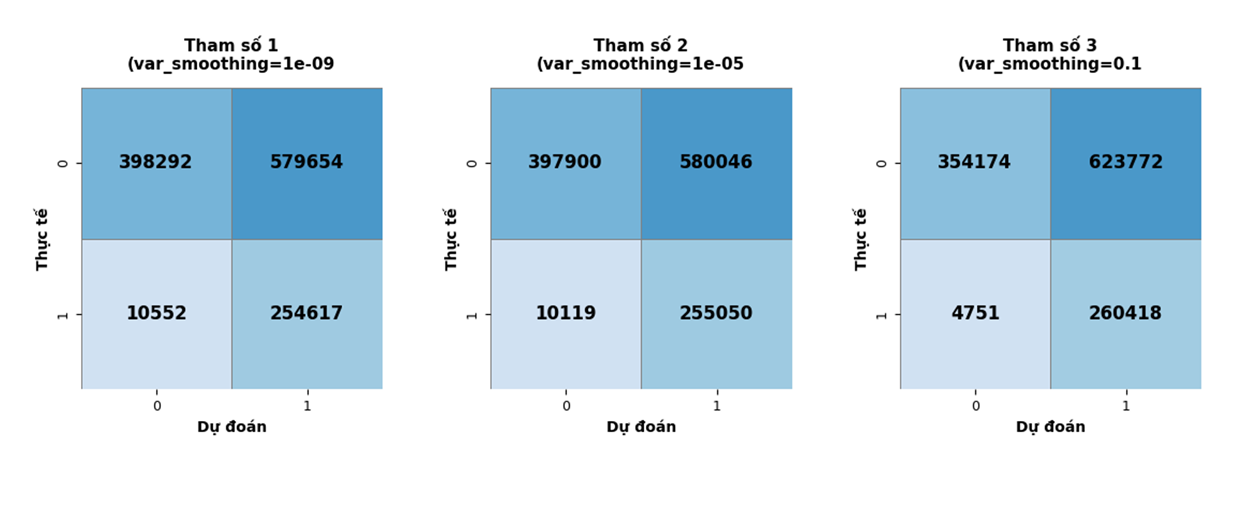 Tham số 1
(var_smoothing=1e-09
Thực tế
0
398292
579654
1
10552
254617
0
1
Dự đoán
Tham số 2
(var_smoothing=1e-05
Thực tế
0
397900
580046
1
10119
255050
0
1
Dự đoán
Tham số 3
(var_smoothing=0.1
Thực tế
0
354174
623772
1
4751
260418
0
1
Dự đoán